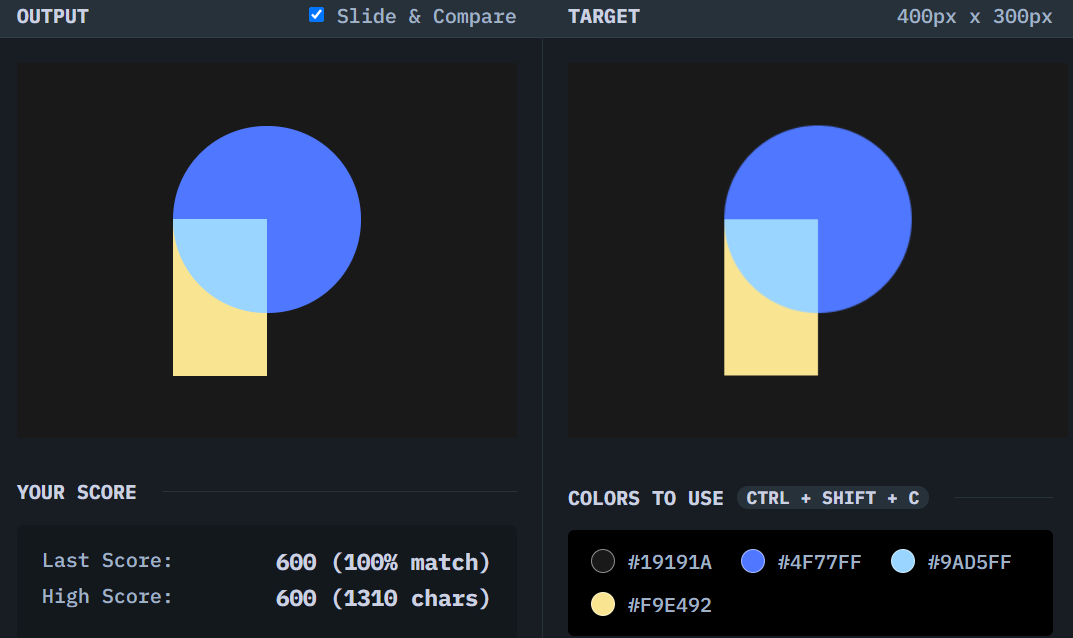 OUTPUT
Slide & Compare
TARGET
400px x 300px
YOUR SCORE
Last Score: 600 (100% match)
High Score: 600 (1310 chars)
COLORS TO USE CTRL + SHIFT + C
#19191A #4F77FF #9AD5FF
#F9E492